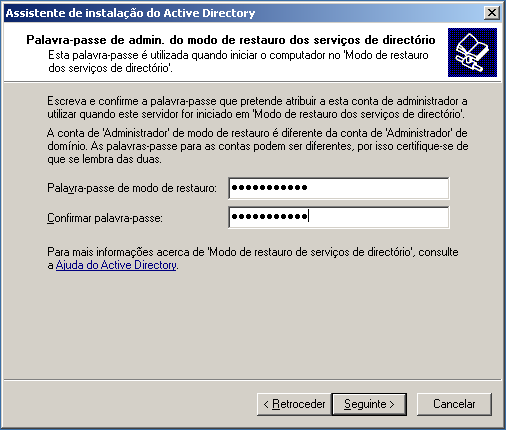 Assistente de instalação do Active Directory
Palavra-passe de admin. do modo de restauro dos serviços de directório
Esta palavra-passe é utilizada quando iniciar o computador no 'Modo de restauro
dos serviços de directório'.
Escreva e confirme a palavra-passe que pretende atribuir a esta conta de administrador a
utilizar quando este servidor for iniciado em 'Modo de restauro dos serviços de directório'.
A conta de 'Administrador' de modo de restauro é diferente da conta de 'Administrador' de
domínio. As palavras-passe para as contas podem ser diferentes, por isso certifique-se de
que se lembra das duas.
Palavra-passe de modo de restauro:
Confirmar palavra-passe:
Para mais informações acerca de 'Modo de restauro de serviços de directório', consulte
a Ajuda do Active Directory.
< Retroceder Seguinte > Cancelar